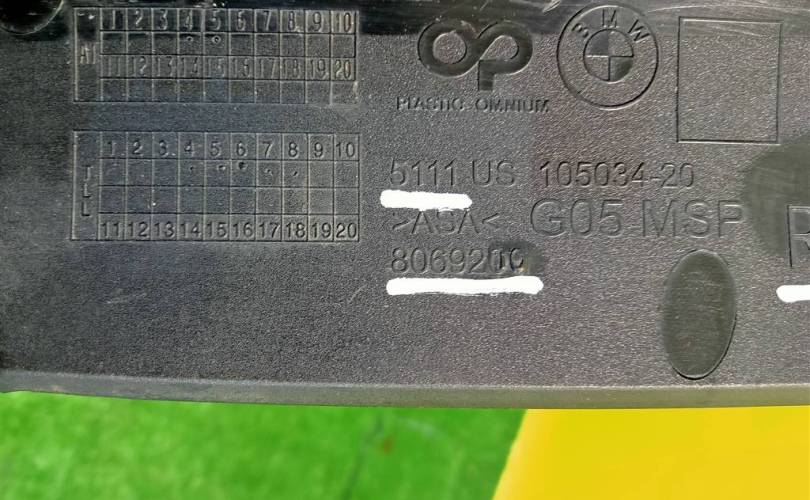 1 2 3 4 5 6 7 8 9 10
A1
11 12 13 14 15 16 17 18 19 20
PLASTIC OMNIUM
BMW
1 2 3 4 5 6 7 8 9 10
11 12 13 14 15 16 17 18 19 20
5111 US 105034-20
>ASA< G05 MSP
R